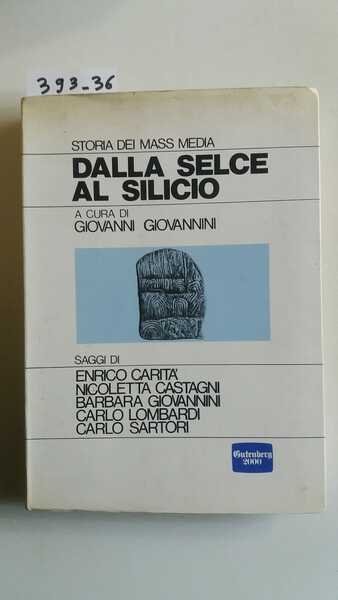 393-36
STORIA DEI MASS MEDIA
DALLA SELCE
AL SILICIO
A CURA DI
GIOVANNI GIOVANNINI
SAGGI DI
ENRICO CARITA'
NICOLETTA CASTAGNI
BARBARA GIOVANNINI
CARLO LOMBARDI
CARLO SARTORI
Gutenberg
2000